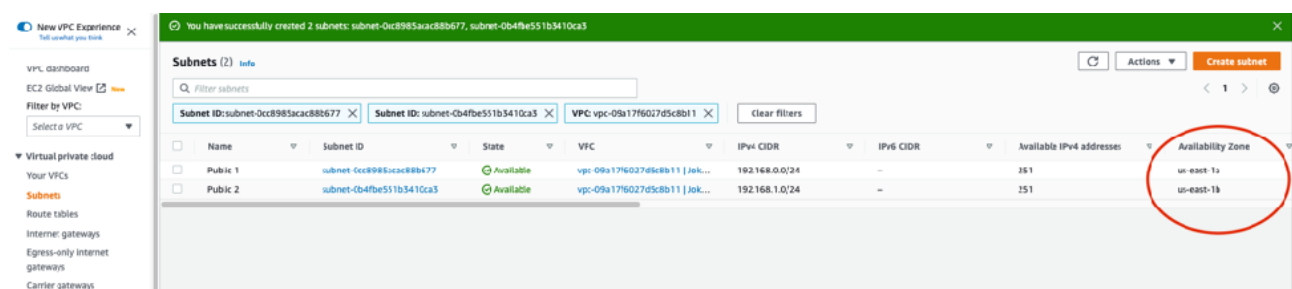 New VPC Experience
Tell us what you think
You have successfully created 2 subnets: subnet-0cc8985acac88b677, subnet-0b4fbe551b3410ca3
VPC dashboard
EC2 Global View New
Filter by VPC:
Select a VPC
Virtual private cloud
Your VPCs
Subnets
Route tables
Internet gateways
Egress-only internet
gateways
Carrier gateways
Subnets (2) Info
Actions
Create subnet
Filter subnets
1
Subnet ID: subnet-0cc8985acac88b677
Subnet ID: subnet-0b4fbe551b3410ca3
VPC: vpc-09a17f6027d5c8b11
Clear filters
Name Subnet ID State VPC IPv4 CIDR IPv6 CIDR Available IPv4 addresses Availability Zone
Public 1 subnet-0cc8985acac88b677 Available vpc-09a17f6027d5c8b11 | Jok... 192.168.0.0/24 – 251 us-east-1a
Public 2 subnet-0b4fbe551b3410ca3 Available vpc-09a17f6027d5c8b11 | Jok... 192.168.1.0/24 – 251 us-east-1b